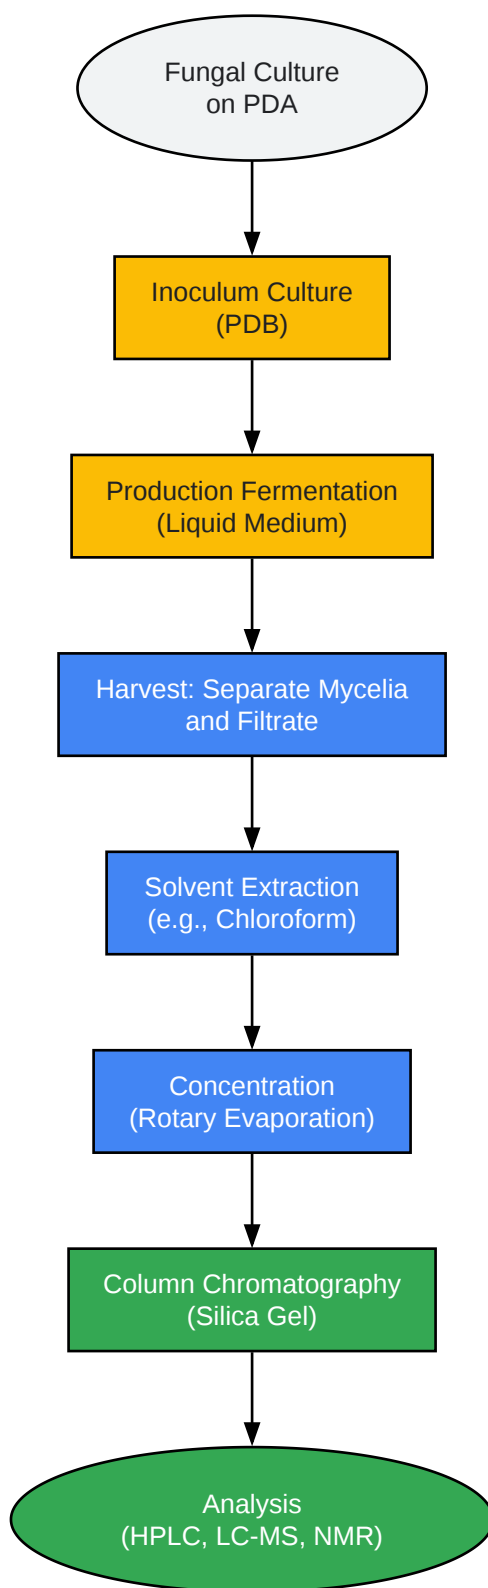 Fungal Culture
on PDA
Inoculum Culture
(PDB)
Production Fermentation
(Liquid Medium)
Harvest: Separate Mycelia
and Filtrate
Solvent Extraction
(e.g., Chloroform)
Concentration
(Rotary Evaporation)
Column Chromatography
(Silica Gel)
Analysis
(HPLC, LC-MS, NMR)